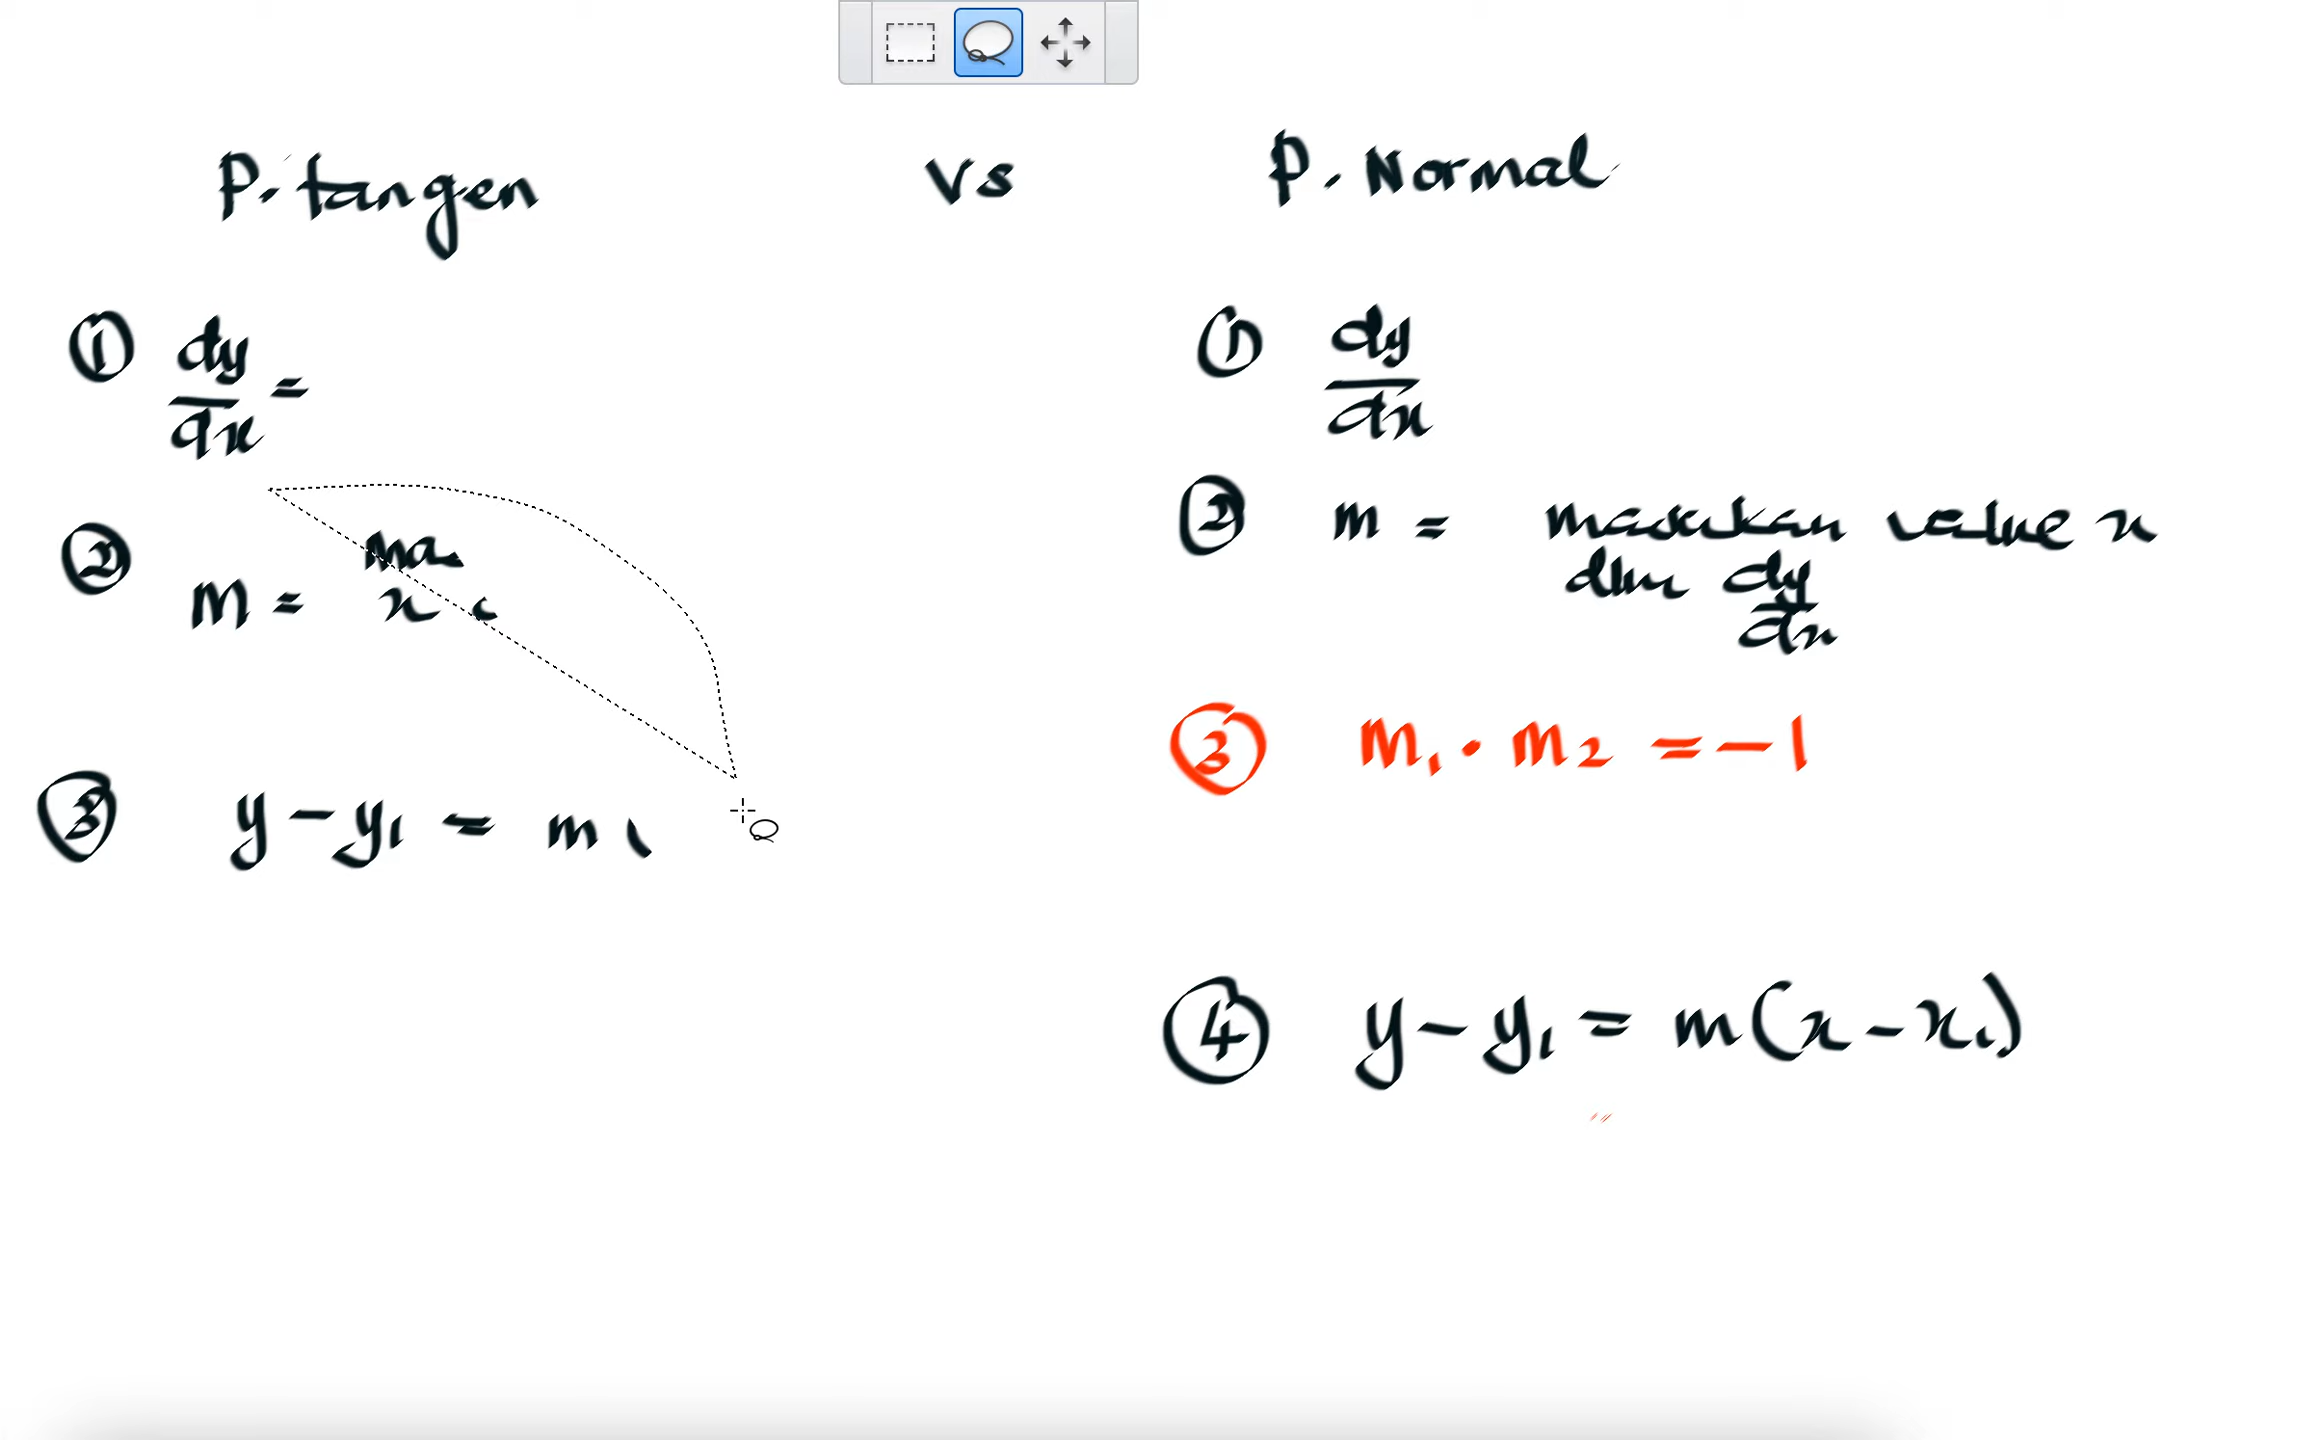 P. tangen Vs P. Normal
① dy/dx =
② m = ma x
③ y - y₁ = m (
① dy/dx
② m = masukan value x
dlm dy/dx
③ m₁ · m₂ = -1
④ y - y₁ = m(x - x₁)